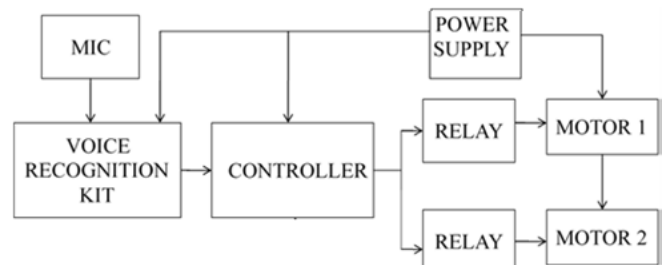 MIC
POWER
SUPPLY
VOICE
RECOGNITION
KIT
CONTROLLER
RELAY
MOTOR 1
RELAY
MOTOR 2